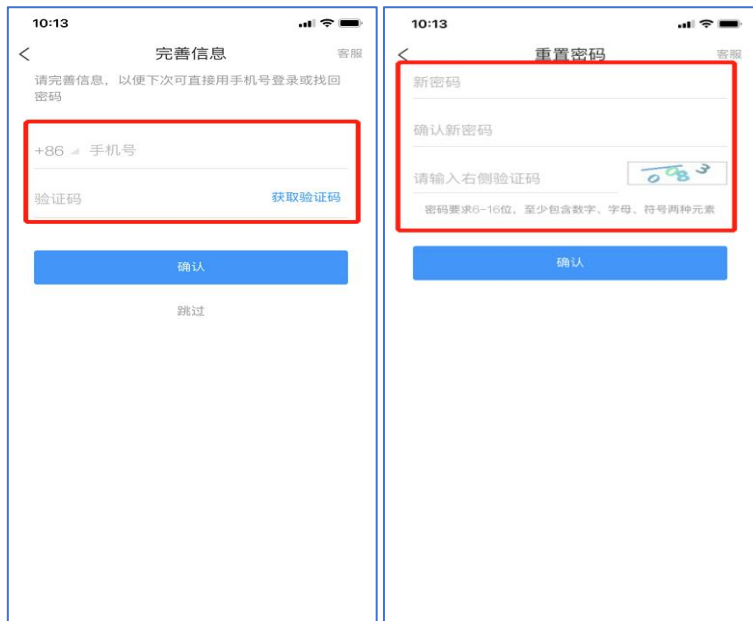 10:13
完善信息
客服
请完善信息，以便下次可直接用手机号登录或找回
密码
+86 手机号
验证码
获取验证码
确认
跳过
10:13
重置密码
客服
新密码
确认新密码
请输入右侧验证码
0083
密码要求6-16位，至少包含数字、字母、符号两种元素
确认